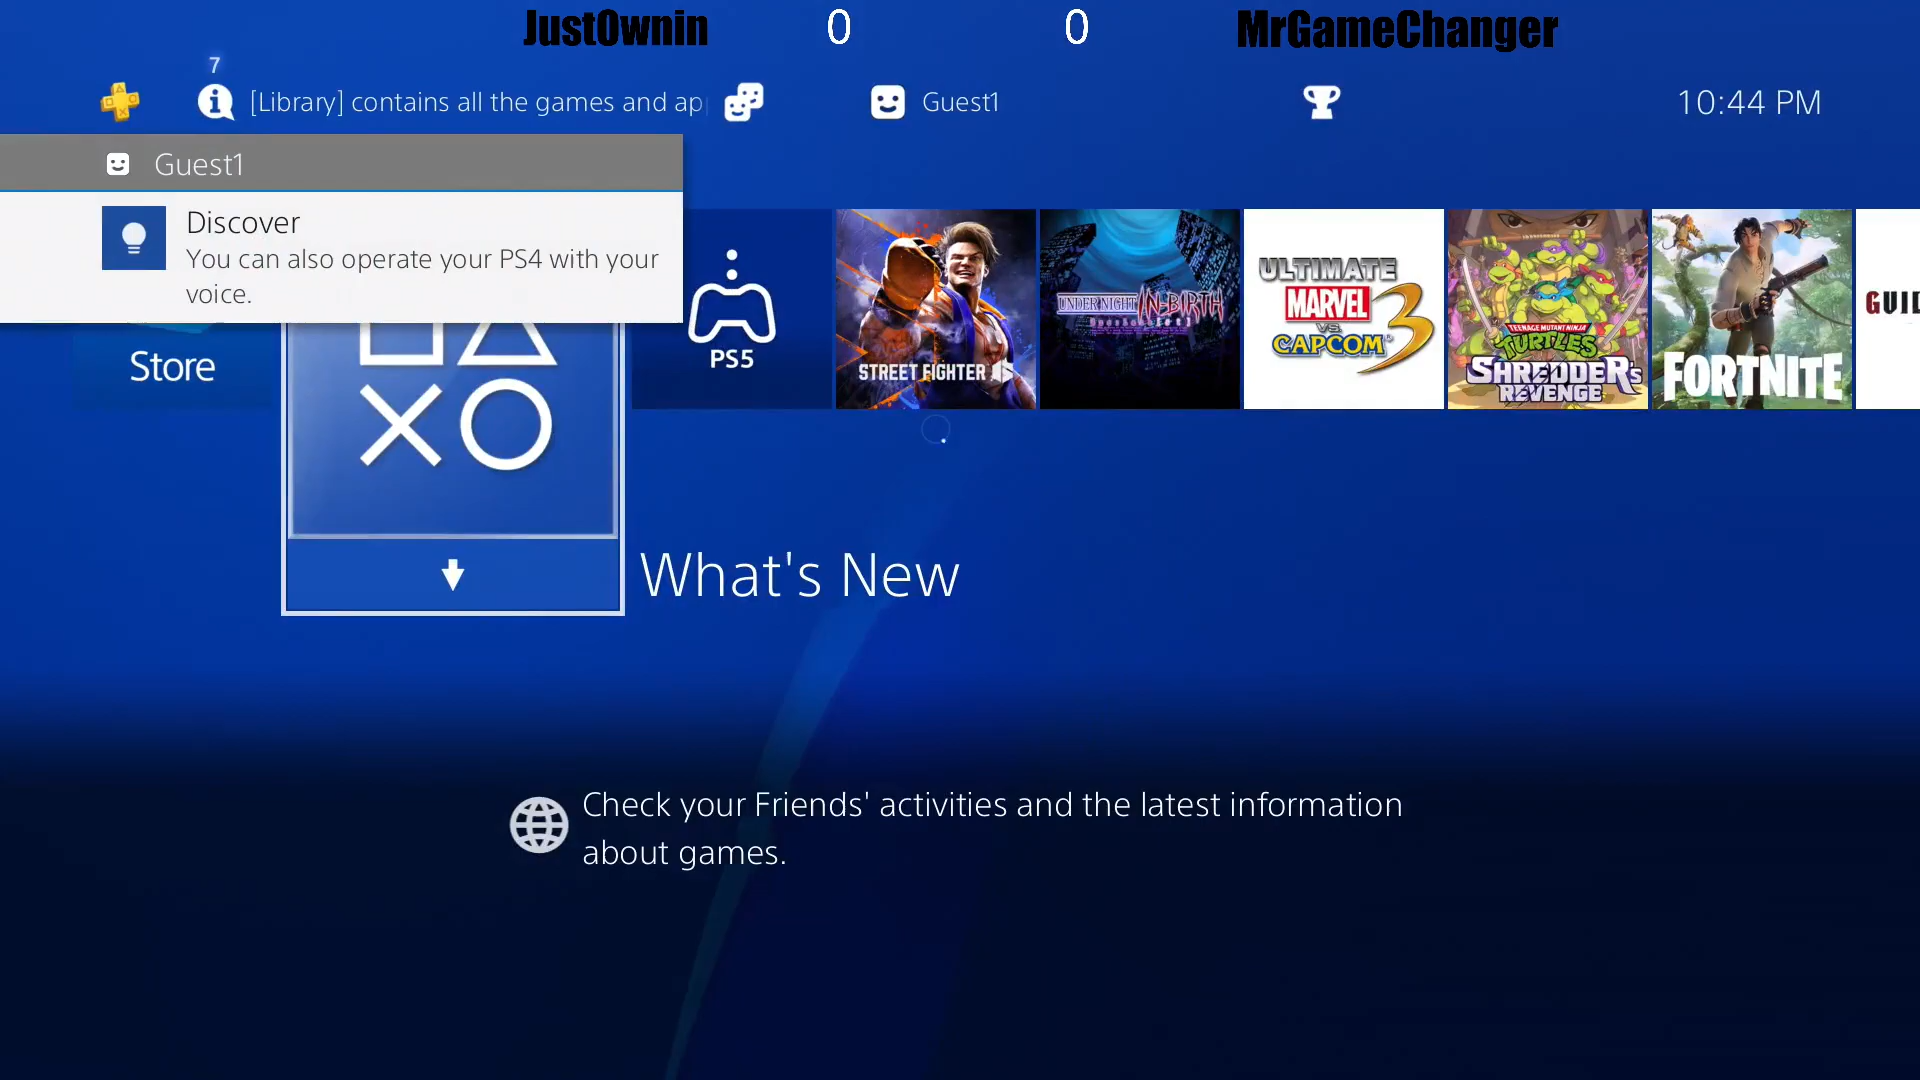 JustOwnin 0 0 MrGameChanger
7
[Library] contains all the games and ap
Guest1
10:44 PM
Guest1
Discover
You can also operate your PS4 with your
voice.
Store
PS5
STREET FIGHTER 6
UNDER NIGHT IN-BIRTH
ULTIMATE
MARVEL
VS.
CAPCOM 3
TEENAGE MUTANT NINJA
TURTLES
SHREDDER'S
REVENGE
FORTNITE
GUIL
What's New
Check your Friends' activities and the latest information
about games.